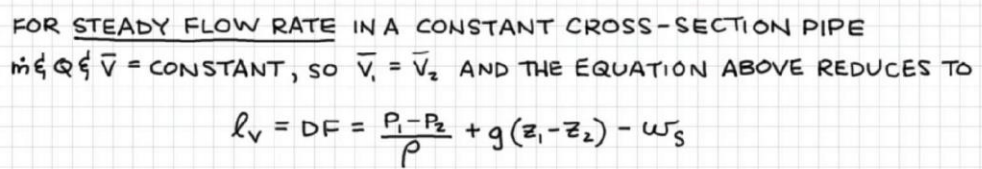 FOR STEADY FLOW RATE IN A CONSTANT CROSS-SECTION PIPE
ṁ & Q & V̄ = CONSTANT, SO V̄₁ = V̄₂ AND THE EQUATION ABOVE REDUCES TO
ℓᵥ = DF = (P₁-P₂)/ρ + g(z₁-z₂) - wₛ